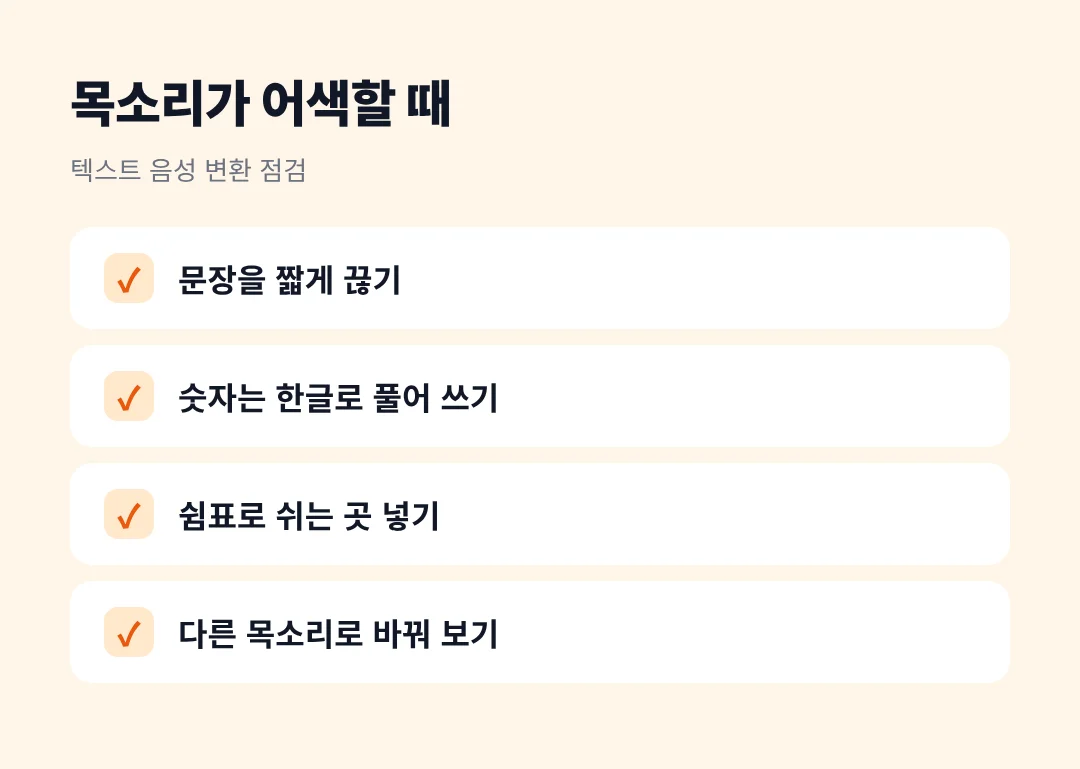 목소리가 어색할 때
텍스트 음성 변환 점검
문장을 짧게 끊기
숫자는 한글로 풀어 쓰기
쉼표로 쉬는 곳 넣기
다른 목소리로 바꿔 보기